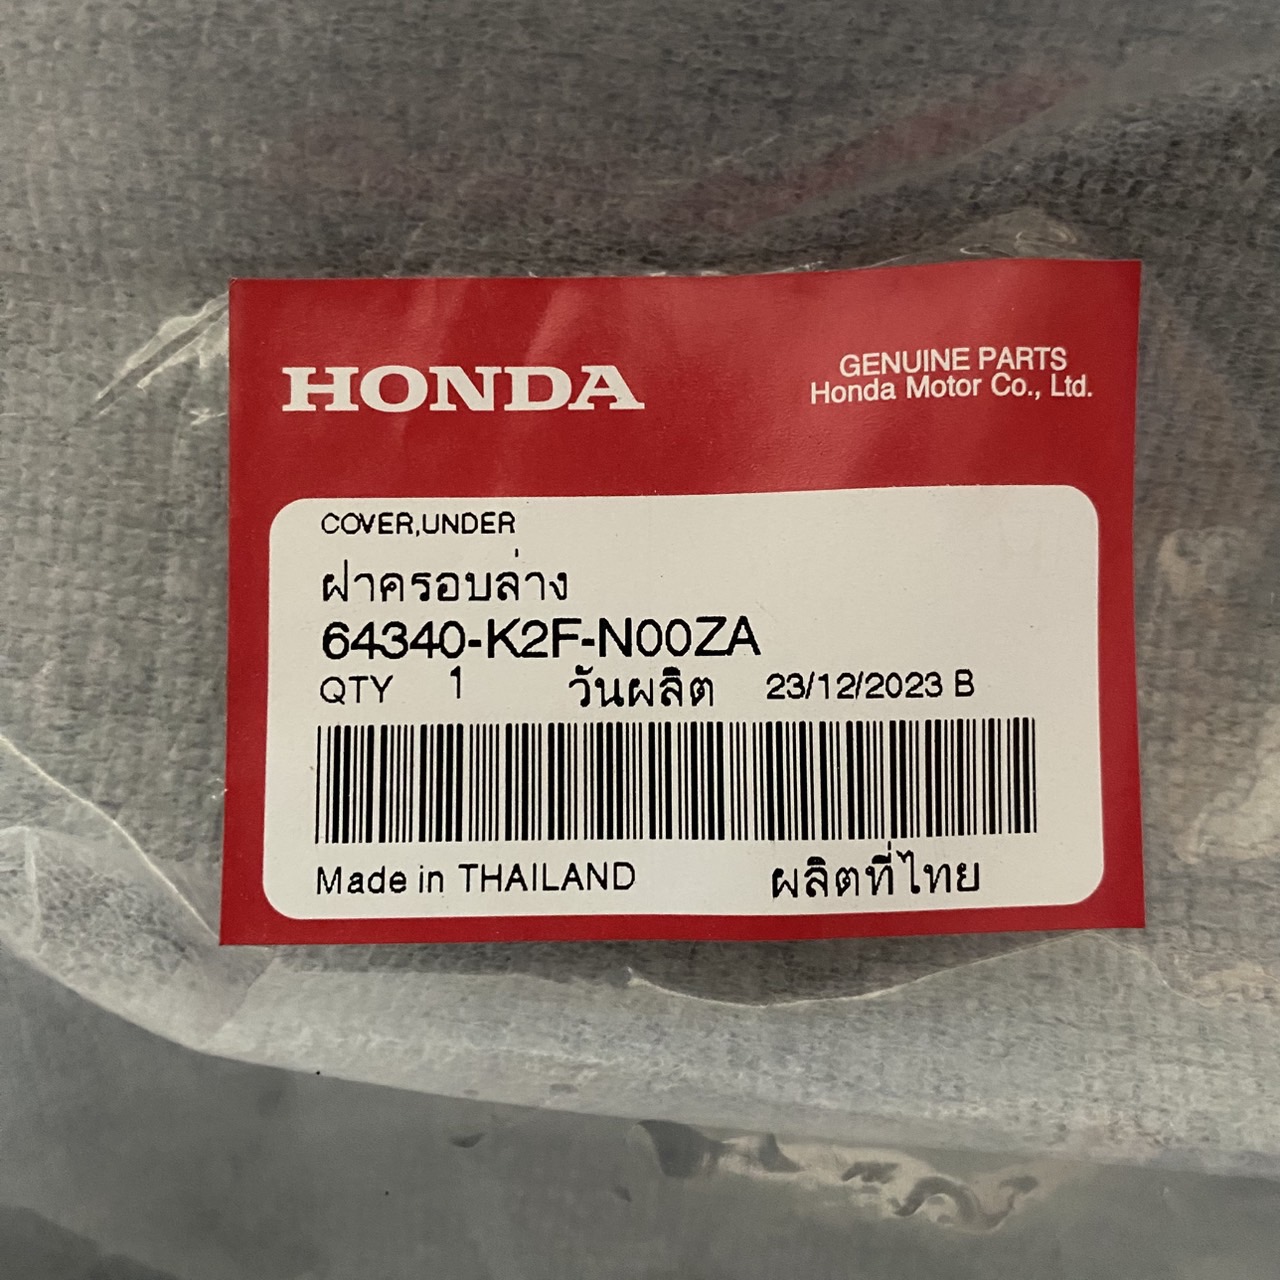 HONDA
GENUINE PARTS
Honda Motor Co., Ltd.
COVER,UNDER
ฝาครอบล่าง
64340-K2F-N00ZA
QTY 1 วันผลิต 23/12/2023 B
Made in THAILAND ผลิตที่ไทย